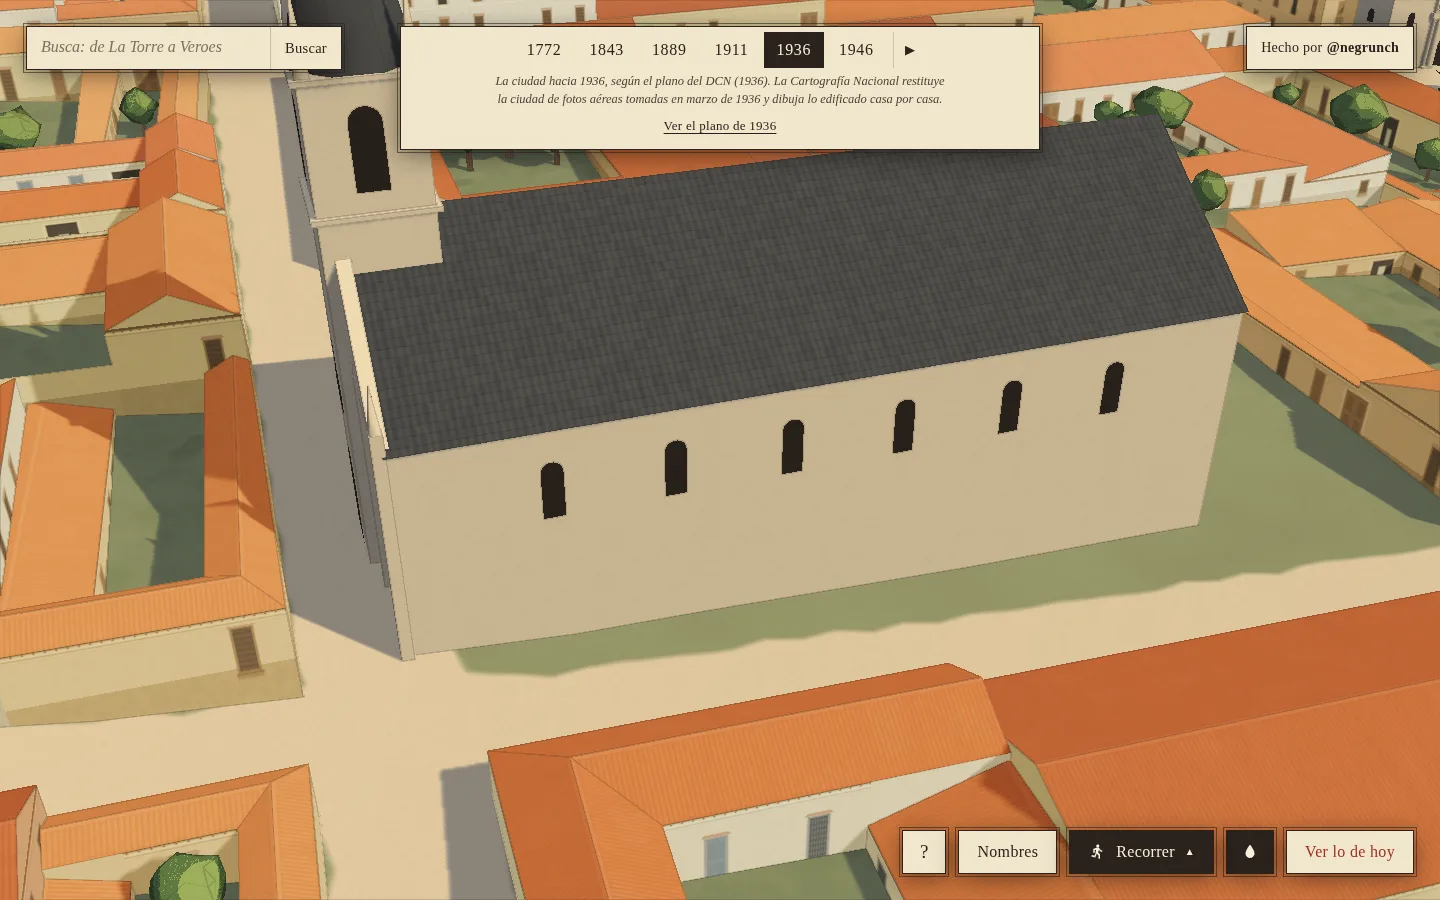 Busca: de La Torre a Veroes
Buscar
1772 1843 1889 1911 1936 1946 ▶
La ciudad hacia 1936, según el plano del DCN (1936). La Cartografía Nacional restituye
la ciudad de fotos aéreas tomadas en marzo de 1936 y dibuja lo edificado casa por casa.
Ver el plano de 1936
Hecho por @negrunch
?
Nombres
Recorrer ▲
Ver lo de hoy